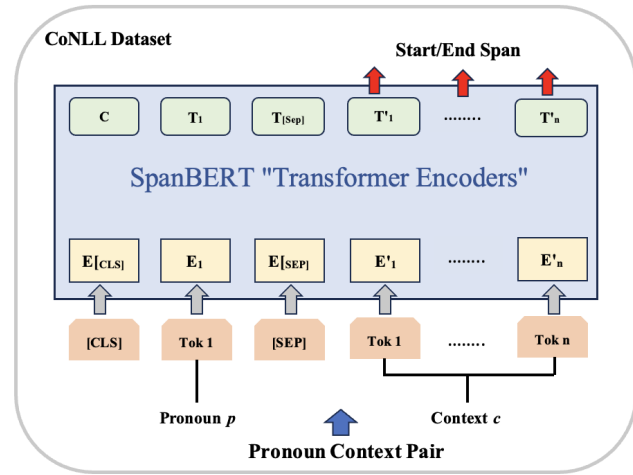 CoNLL Dataset
Start/End Span
C T1 T[Sep] T'1 ........ T'n
SpanBERT "Transformer Encoders"
E[CLS] E1 E[SEP] E'1 ........ E'n
[CLS] Tok 1 [SEP] Tok 1 ........ Tok n
Pronoun p Context c
Pronoun Context Pair